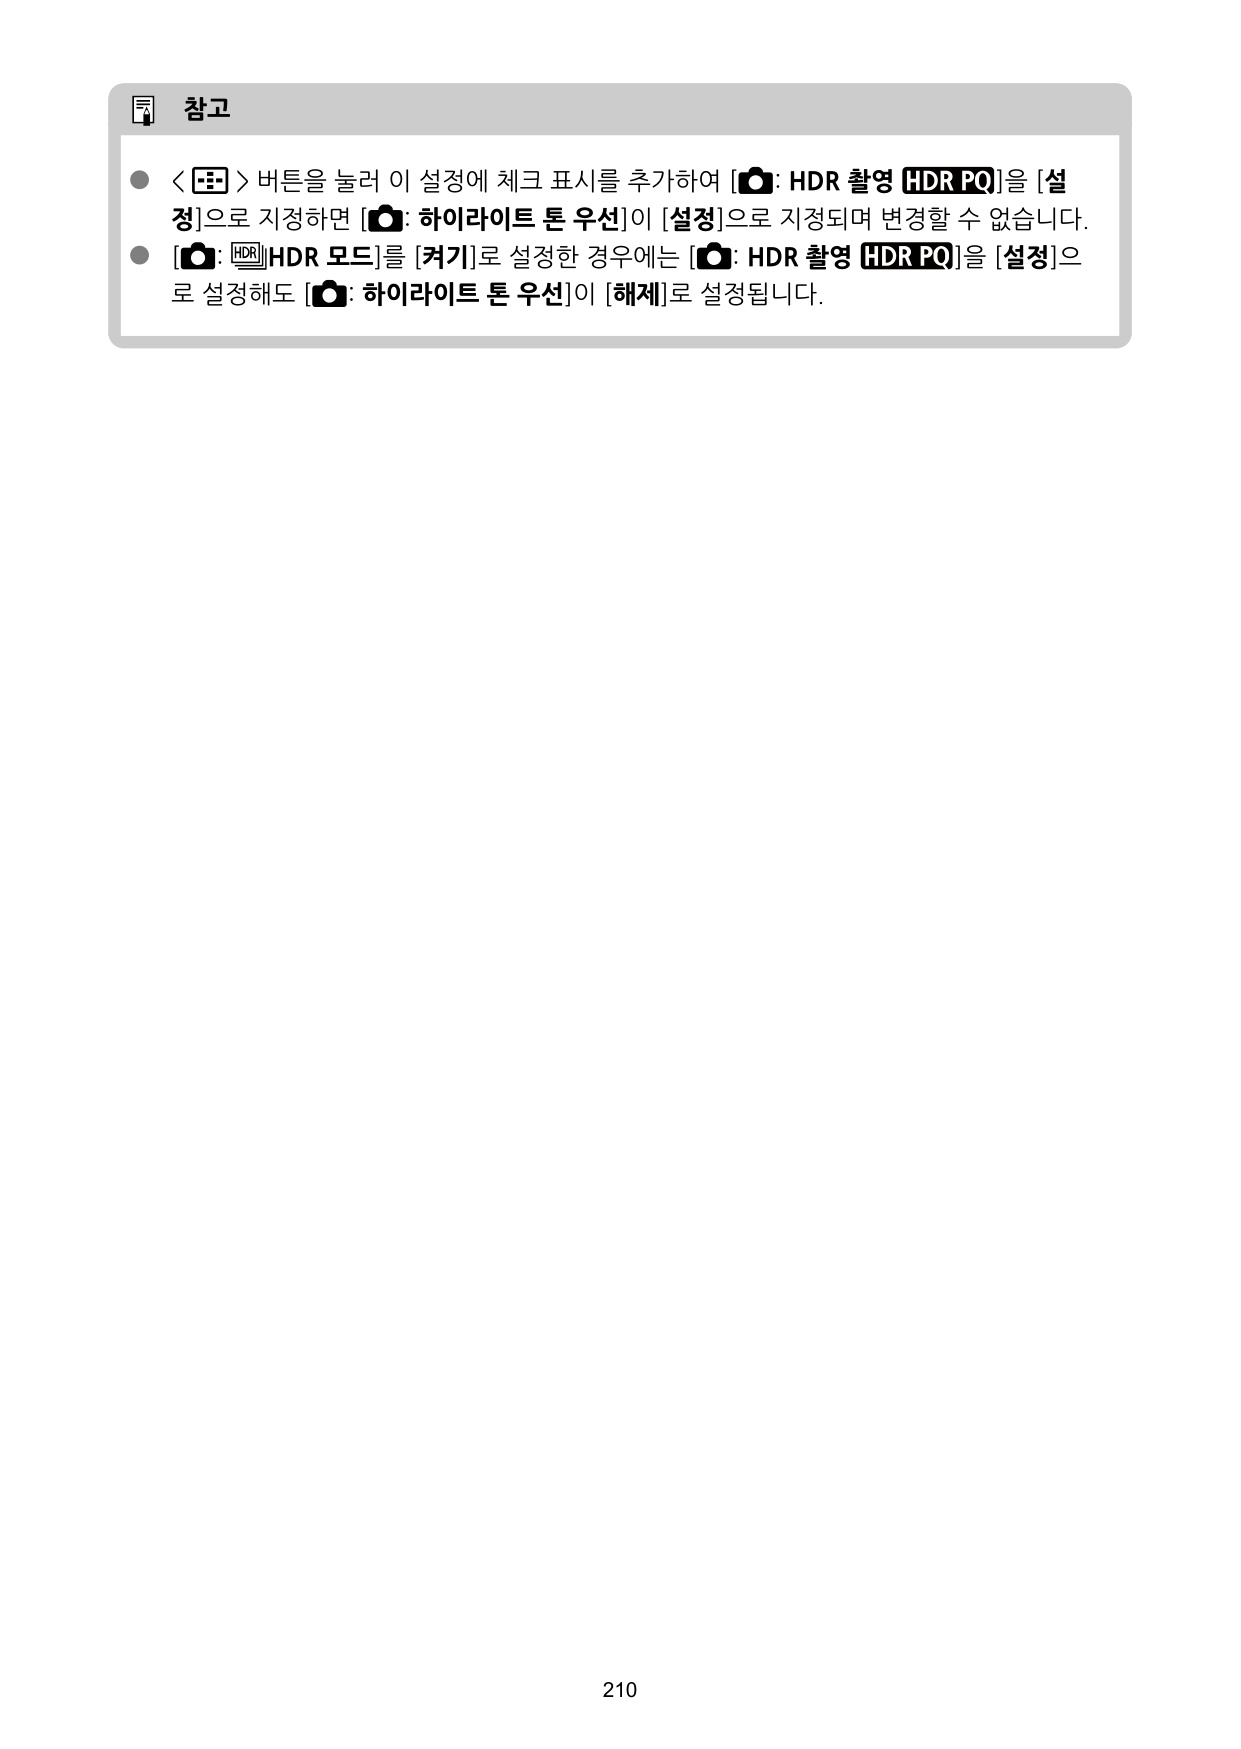 참고
< > 버튼을 눌러 이 설정에 체크 표시를 추가하여 [: HDR 촬영 HDR PQ]을 [설
정]으로 지정하면 [: 하이라이트 톤 우선]이 [설정]으로 지정되며 변경할 수 없습니다.
[: HDR HDR 모드]를 [켜기]로 설정한 경우에는 [: HDR 촬영 HDR PQ]을 [설정]으
로 설정해도 [: 하이라이트 톤 우선]이 [해제]로 설정됩니다.
210